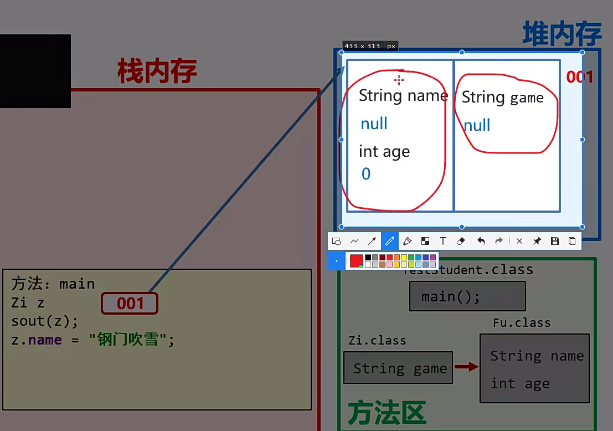 堆内存
435 x 315 px
栈内存
001
String name
null
int age
0
String game
null
方法: main
Zi z
001
sout(z);
z.name = "钢门吹雪";
TestStudent.class
main();
Fu.class
String name
int age
Zi.class
String game
方法区